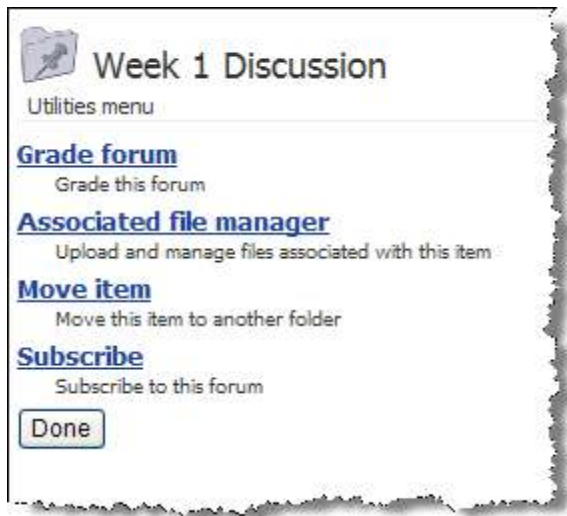 Week 1 Discussion
Utilities menu
Grade forum
Grade this forum
Associated file manager
Upload and manage files associated with this item
Move item
Move this item to another folder
Subscribe
Subscribe to this forum
Done